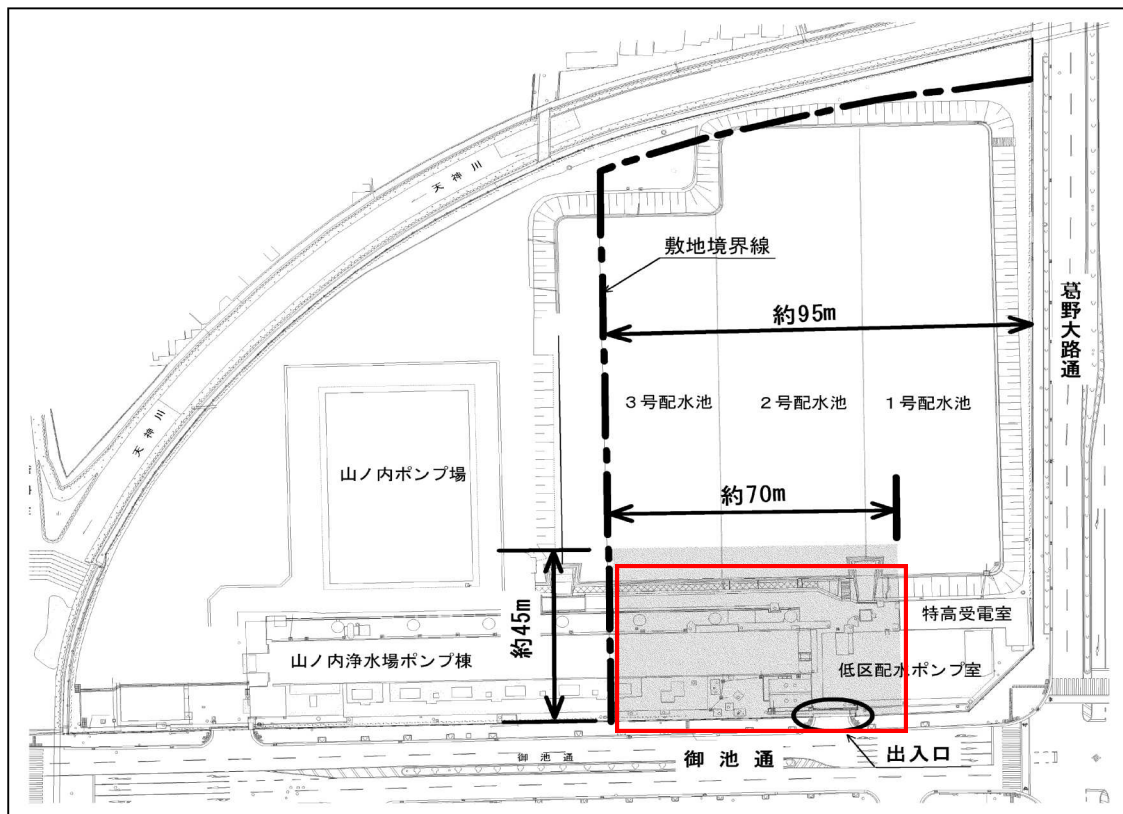 天神川
敷地境界線
葛野大路通
約95m
3号配水池
2号配水池
1号配水池
天神川
山ノ内ポンプ場
約70m
約45m
特高受電室
山ノ内浄水場ポンプ棟
低区配水ポンプ室
御池通
御池通
出入口